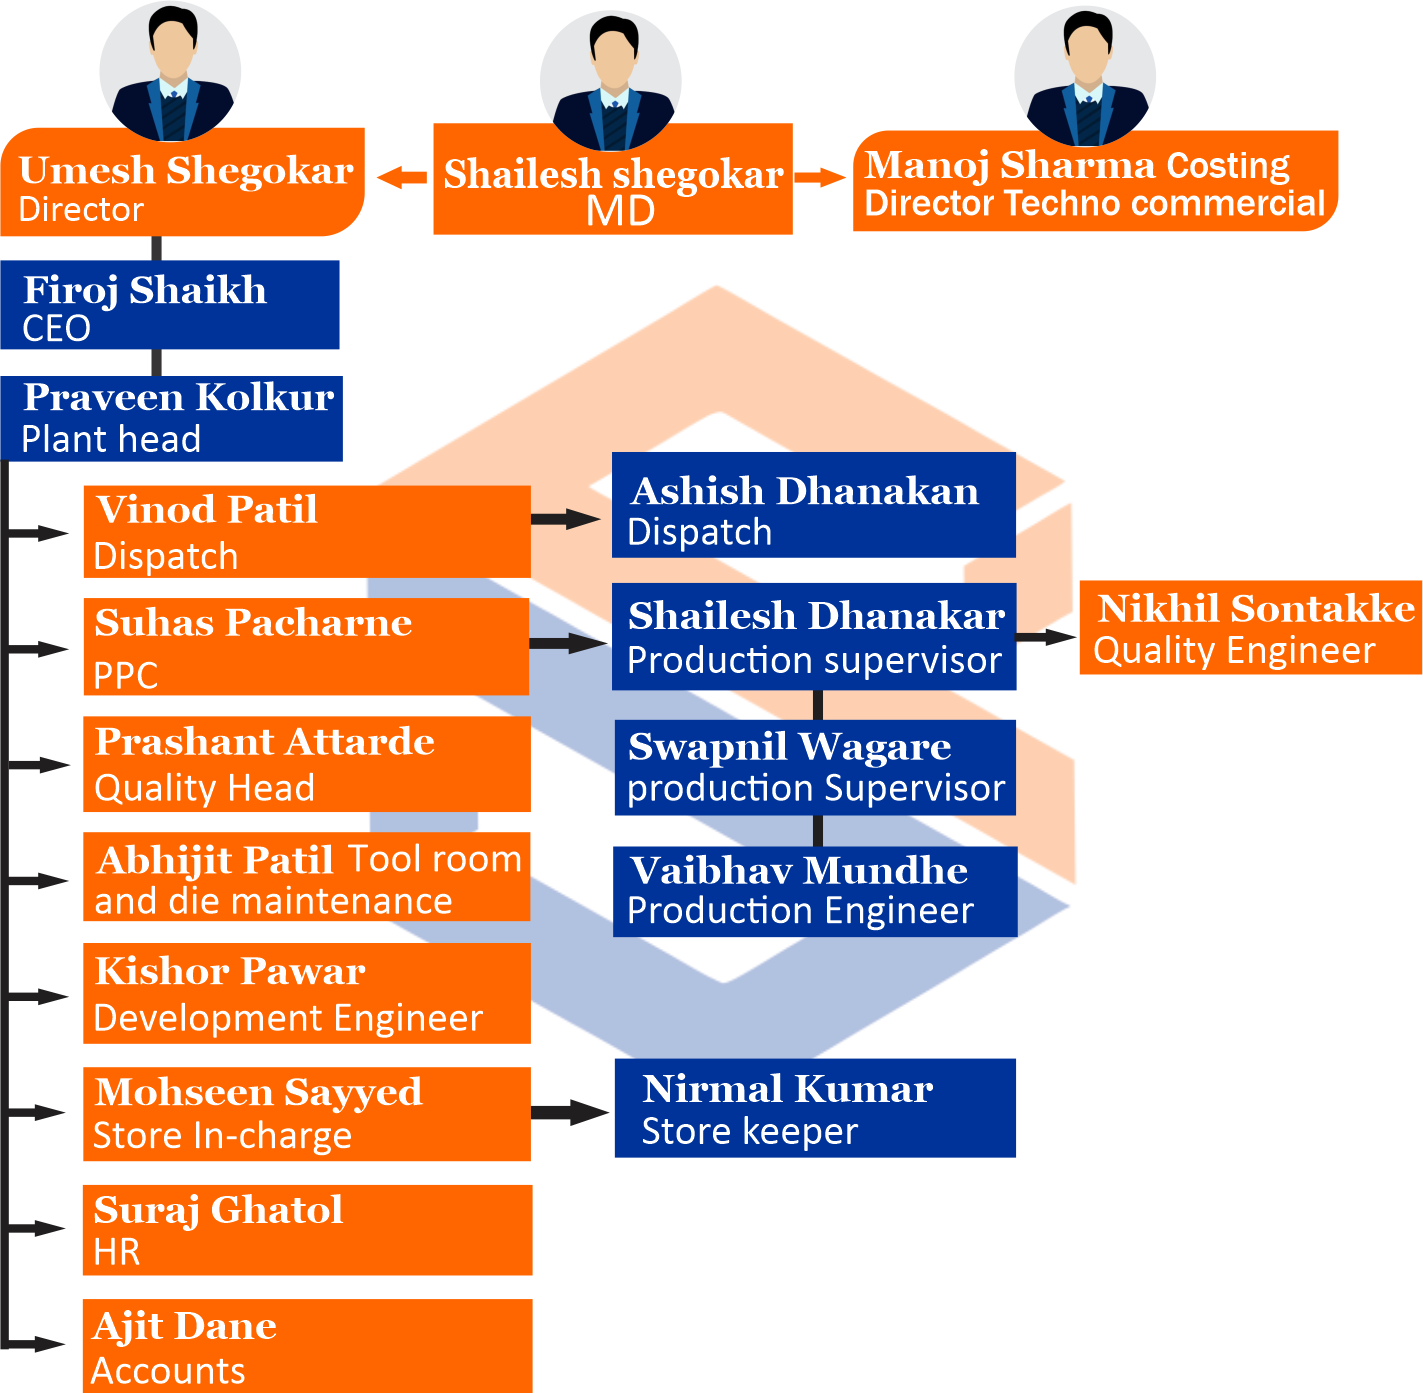 Umesh Shegokar
Director
Shailesh shegokar
MD
Manoj Sharma Costing
Director Techno commercial
Firoj Shaikh
CEO
Praveen Kolkur
Plant head
Vinod Patil
Dispatch
Ashish Dhanakan
Dispatch
Suhas Pacharne
PPC
Shailesh Dhanakar
Production supervisor
Nikhil Sontakke
Quality Engineer
Prashant Attarde
Quality Head
Swapnil Wagare
production Supervisor
Abhijit Patil Tool room
and die maintenance
Vaibhav Mundhe
Production Engineer
Kishor Pawar
Development Engineer
Mohseen Sayyed
Store In-charge
Nirmal Kumar
Store keeper
Suraj Ghatol
HR
Ajit Dane
Accounts